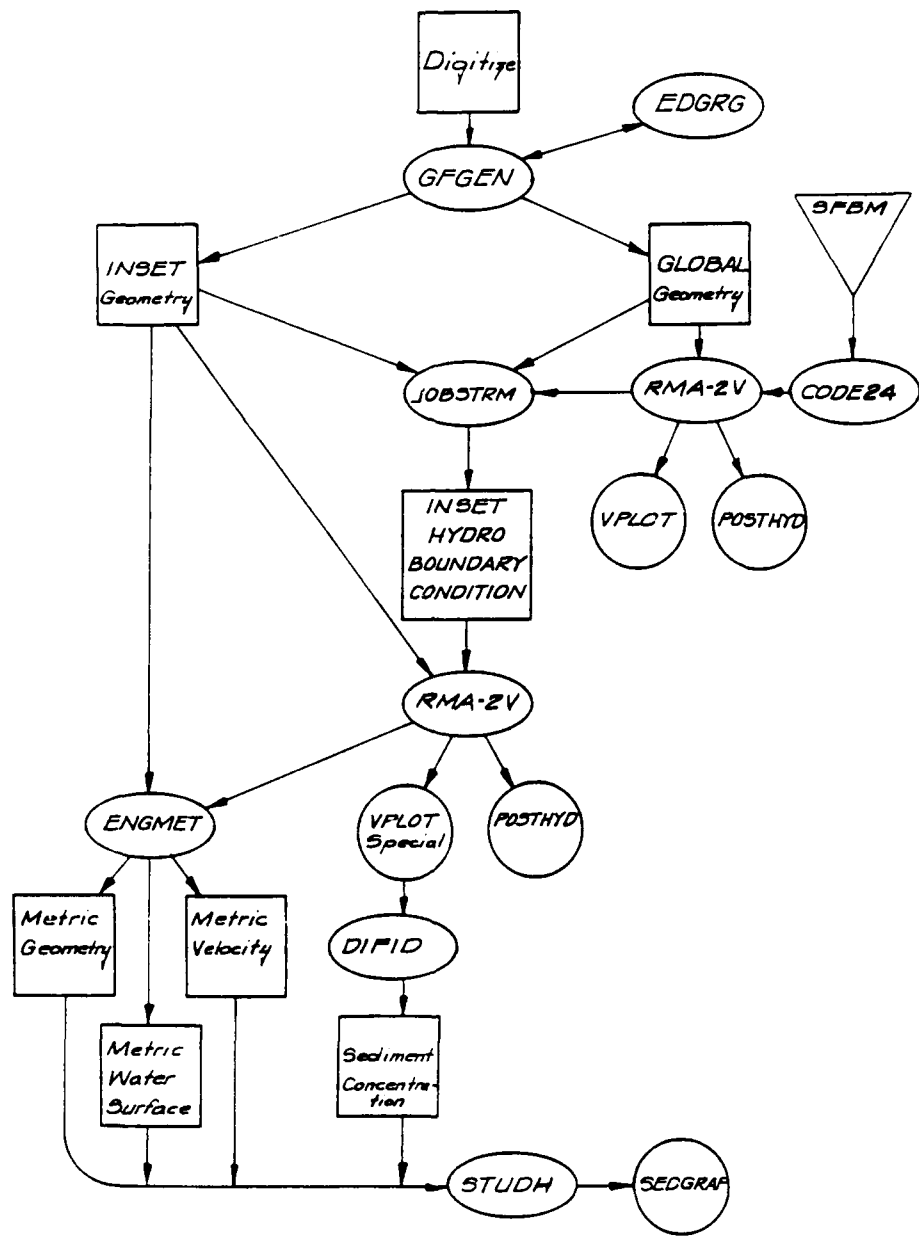 Digitize
EDGRG
GFGEN
SFBM
INSET
Geometry
GLOBAL
Geometry
JOBSTRM
RMA-2V
CODE24
VPLOT
POSTHYD
INSET
HYDRO
BOUNDARY
CONDITION
RMA-2V
ENGMET
VPLOT
Special
POSTHYD
Metric
Geometry
Metric
Velocity
DIFID
Metric
Water
Surface
Sediment
Concentra-
tion
STUDH
SEDGRAF